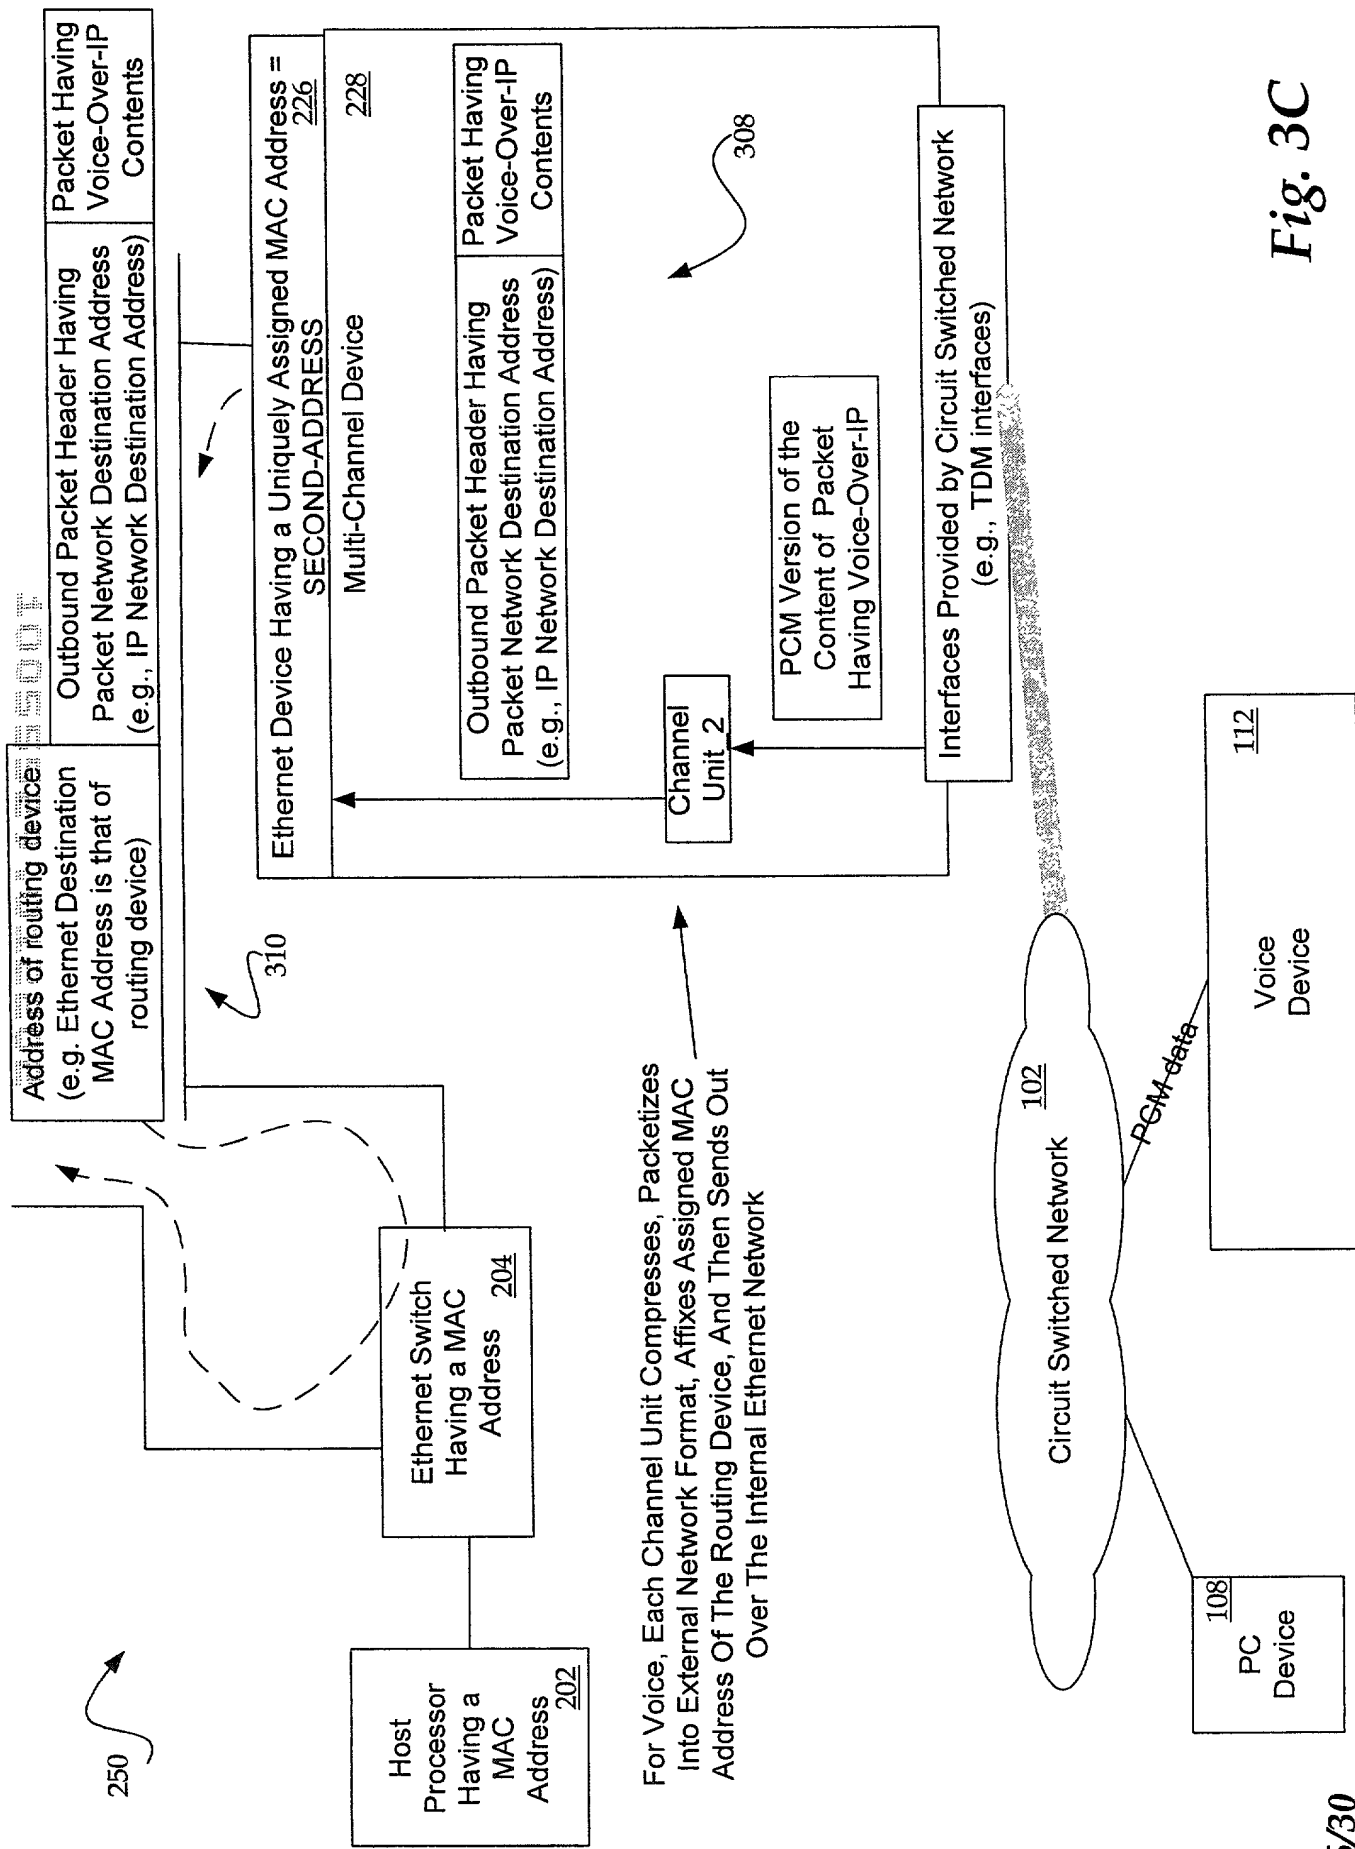 250
Host
Processor
Having a
MAC
Address
202
Ethernet Switch
Having a MAC
Address
204
310
Address of routing device
(e.g. Ethernet Destination
MAC Address is that of
routing device)
Outbound Packet Header Having
Packet Network Destination Address
(e.g., IP Network Destination Address)
Packet Having
Voice-Over-IP
Contents
Ethernet Device Having a Uniquely Assigned MAC Address =
SECOND-ADDRESS
226
Multi-Channel Device
228
Outbound Packet Header Having
Packet Network Destination Address
(e.g., IP Network Destination Address)
Packet Having
Voice-Over-IP
Contents
308
Channel
Unit 2
PCM Version of the
Content of Packet
Having Voice-Over-IP
Interfaces Provided by Circuit Switched Network
(e.g., TDM interfaces)
For Voice, Each Channel Unit Compresses, Packetizes
Into External Network Format, Affixes Assigned MAC
Address Of The Routing Device, And Then Sends Out
Over The Internal Ethernet Network
102
Circuit Switched Network
PCM data
108
PC
Device
112
Voice
Device
Fig. 3C